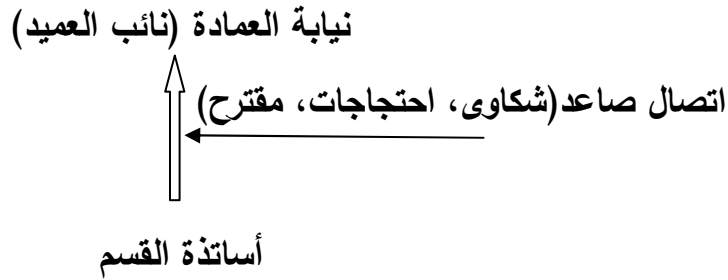 نيابة العمادة (نائب العميد)
اتصال صاعد(شكاوى، احتجاجات، مقترح)
أساتذة القسم